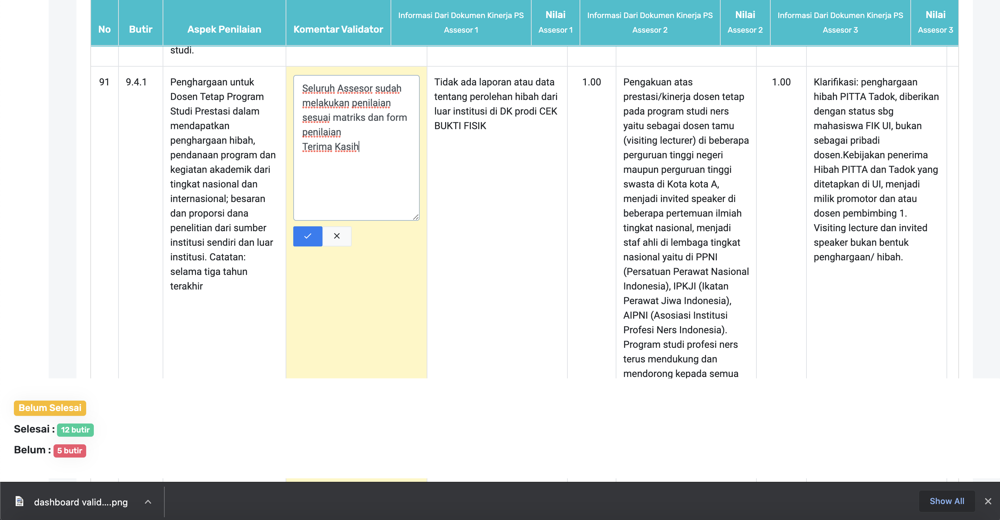 No
Butir
Aspek Penilaian
Komentar Validator
Informasi Dari Dokumen Kinerja PS
Assesor 1
Nilai
Assesor 1
Informasi Dari Dokumen Kinerja PS
Assesor 2
Nilai
Assesor 2
Informasi Dari Dokumen Kinerja PS
Assesor 3
Nilai
Assesor 3
studi.
91
9.4.1
Penghargaan untuk
Dosen Tetap Program
Studi Prestasi dalam
mendapatkan
penghargaan hibah,
pendanaan program dan
kegiatan akademik dari
tingkat nasional dan
internasional; besaran
dan proporsi dana
penelitian dari sumber
institusi sendiri dan luar
institusi. Catatan:
selama tiga tahun
terakhir
Seluruh Assesor sudah
melakukan penilaian
sesuai matriks dan form
penilaian
Terima Kasih
Tidak ada laporan atau data
tentang perolehan hibah dari
luar institusi di DK prodi CEK
BUKTI FISIK
1.00
Pengakuan atas
prestasi/kinerja dosen tetap
pada program studi ners
yaitu sebagai dosen tamu
(visiting lecturer) di beberapa
perguruan tinggi negeri
maupun perguruan tinggi
swasta di Kota kota A,
menjadi invited speaker di
beberapa pertemuan ilmiah
tingkat nasional, menjadi
staf ahli di lembaga tingkat
nasional yaitu di PPNI
(Persatuan Perawat Nasional
Indonesia), IPKJI (Ikatan
Perawat Jiwa Indonesia),
AIPNI (Asosiasi Institusi
Profesi Ners Indonesia).
Program studi profesi ners
terus mendukung dan
mendorong kepada semua
1.00
Klarifikasi: penghargaan
hibah PITTA Tadok, diberikan
dengan status sbg
mahasiswa FIK UI, bukan
sebagai pribadi
dosen.Kebijakan penerima
Hibah PITTA dan Tadok yang
ditetapkan di UI, menjadi
milik promotor dan atau
dosen pembimbing 1.
Visiting lecture dan invited
speaker bukan bentuk
penghargaan/ hibah.
Belum Selesai
Selesai : 12 butir
Belum : 5 butir
PNG
dashboard valid....png
Show All